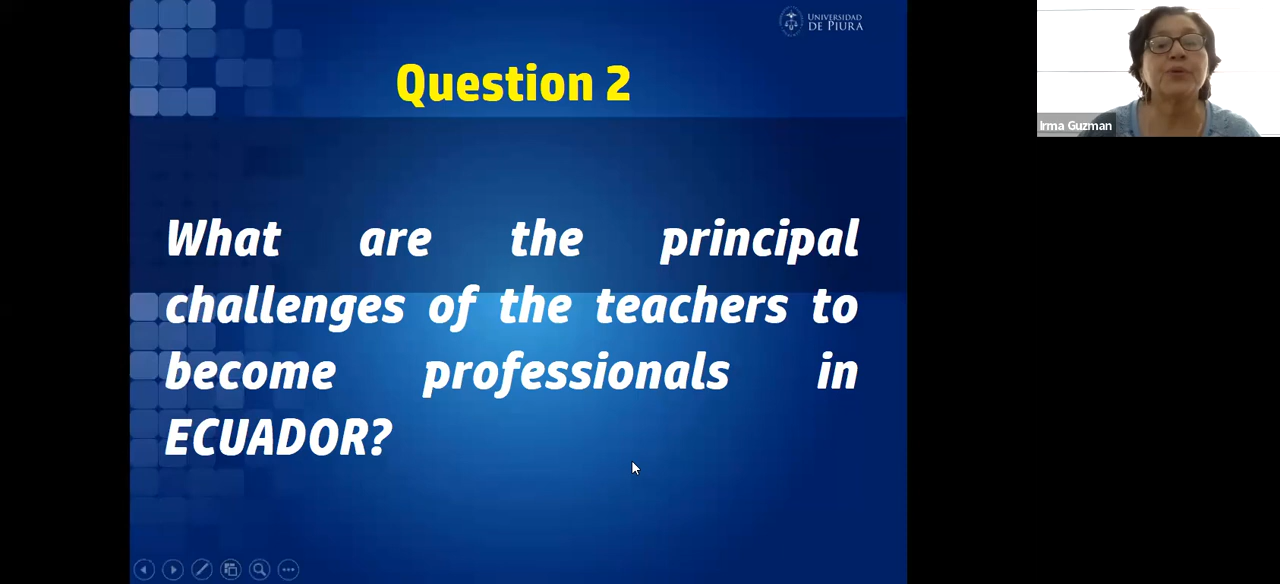 UNIVERSIDAD
DE PIURA
Question 2
What are the principal
challenges of the teachers to
become professionals in
ECUADOR?
Irma Guzman